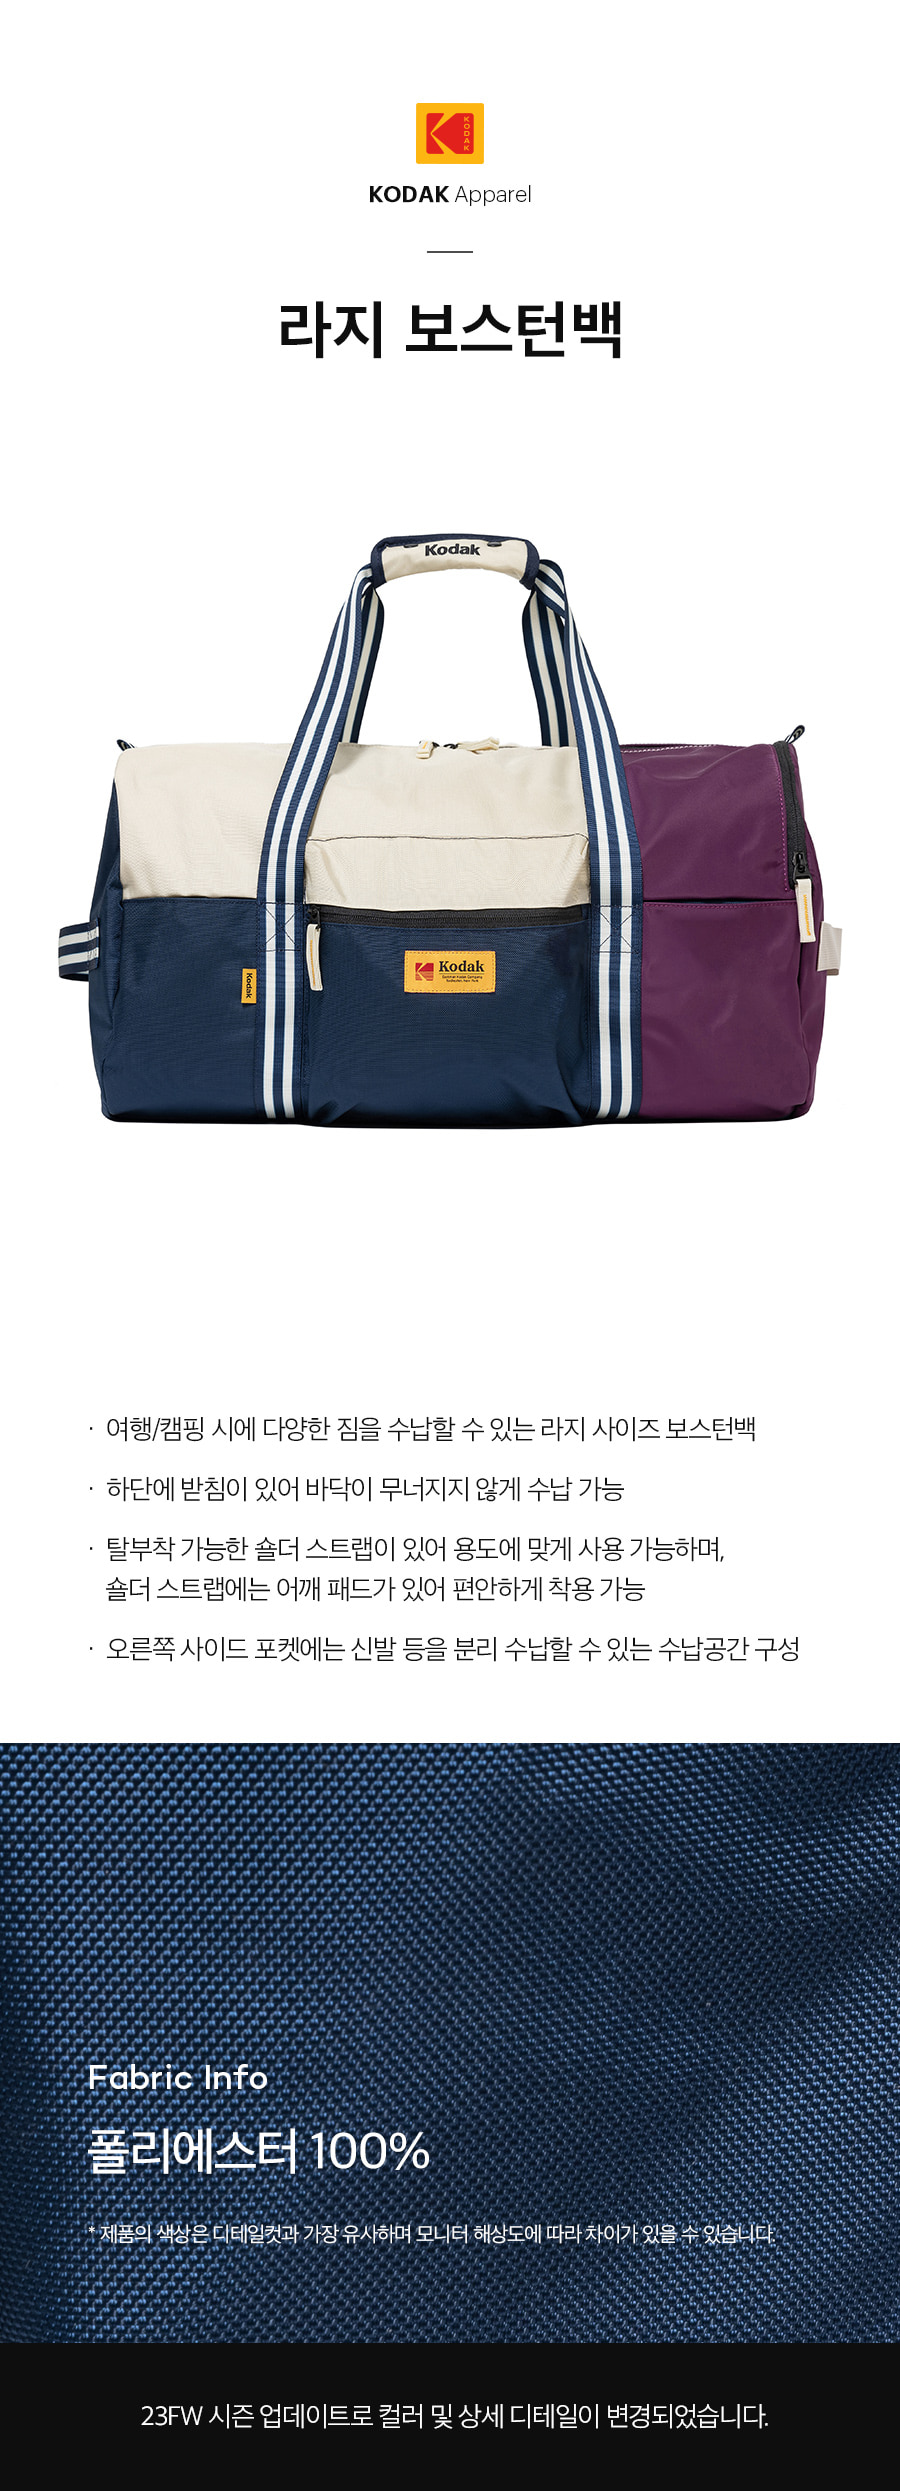 KODAK
KODAK Apparel
라지 보스턴백
Kodak
Kodak
Kodak
· 여행/캠핑 시에 다양한 짐을 수납할 수 있는 라지 사이즈 보스턴백
· 하단에 받침이 있어 바닥이 무너지지 않게 수납 가능
· 탈부착 가능한 숄더 스트랩이 있어 용도에 맞게 사용 가능하며,
숄더 스트랩에는 어깨 패드가 있어 편안하게 착용 가능
· 오른쪽 사이드 포켓에는 신발 등을 분리 수납할 수 있는 수납공간 구성
Fabric Info
폴리에스터 100%
* 제품의 색상은 디테일컷과 가장 유사하며 모니터 해상도에 따라 차이가 있을 수 있습니다.
23FW 시즌 업데이트로 컬러 및 상세 디테일이 변경되었습니다.